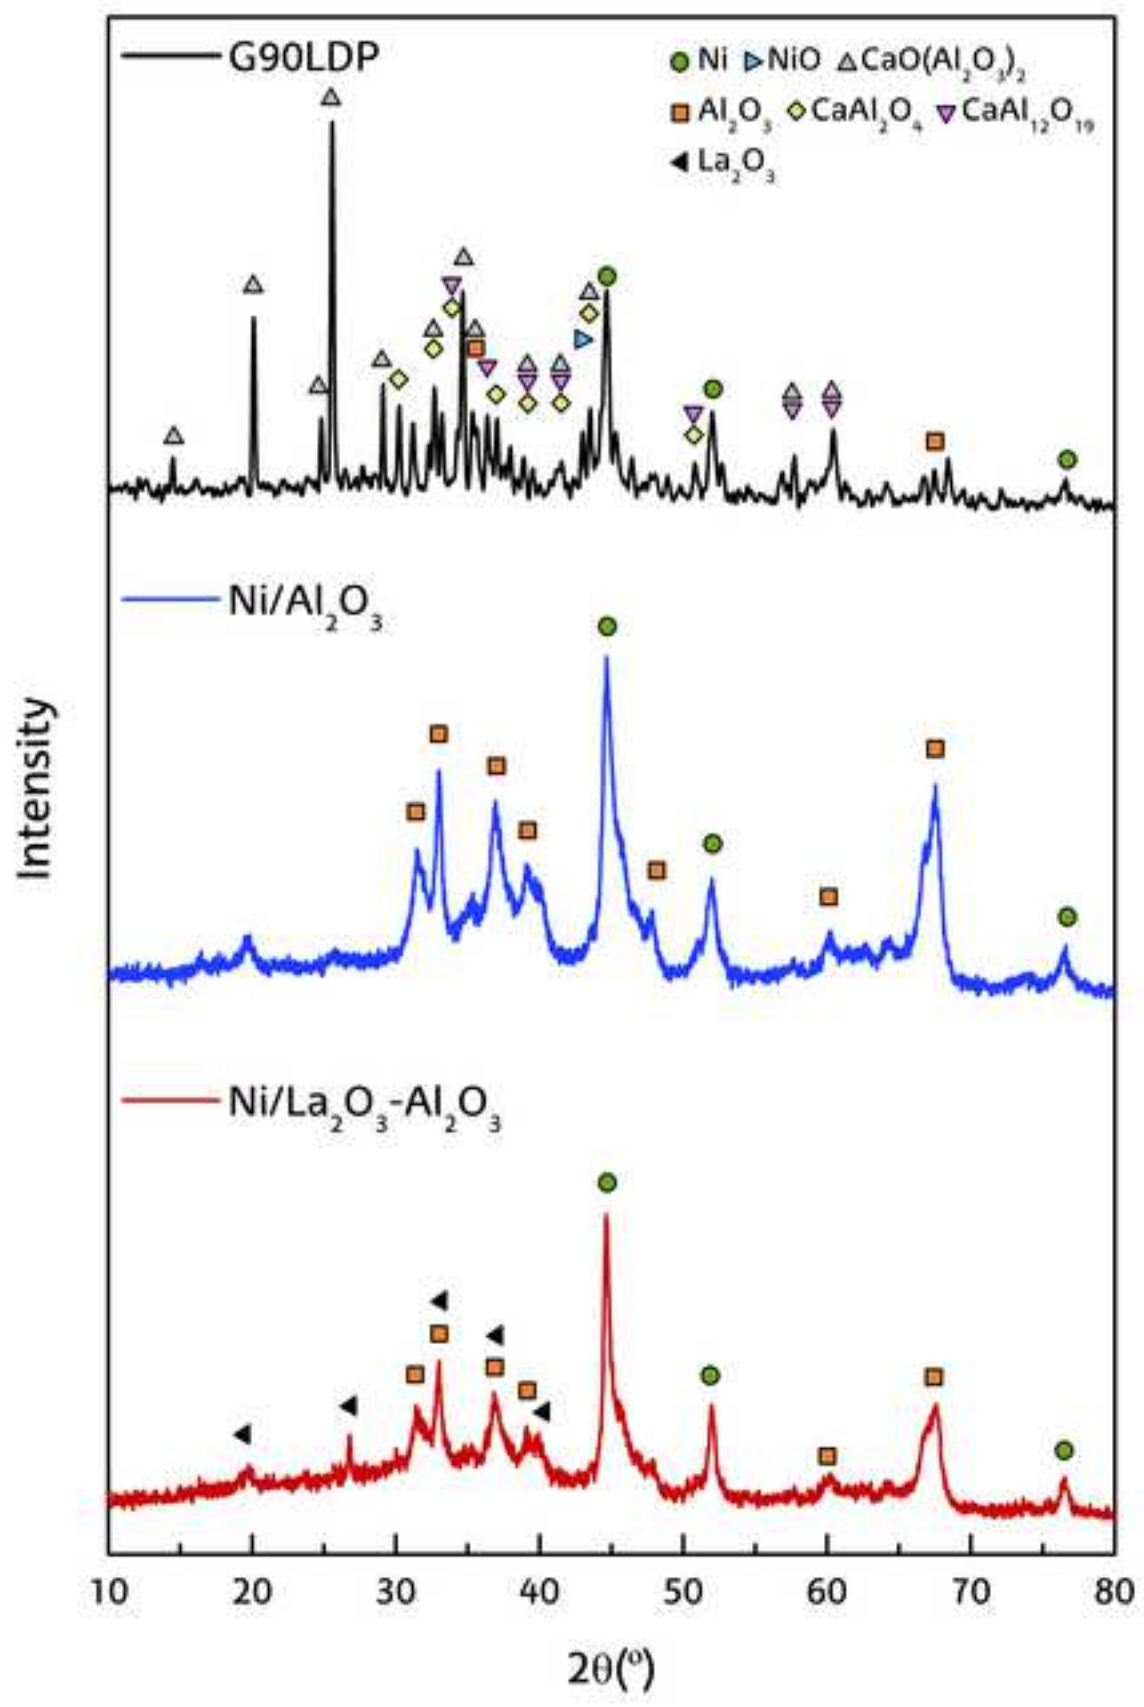 G90LDP
Ni NiO CaO(Al₂O₃)₂
Al₂O₃ CaAl₂O₄ CaAl₁₂O₁₉
La₂O₃
Ni/Al₂O₃
Intensity
Ni/La₂O₃-Al₂O₃
10 20 30 40 50 60 70 80
2θ(º)